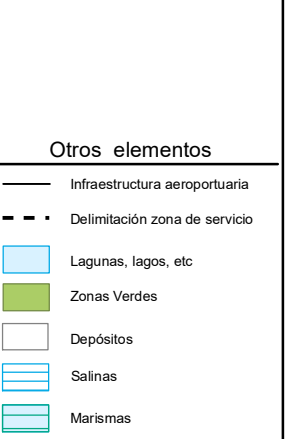 Otros elementos
Infraestructura aeroportuaria
Delimitación zona de servicio
Lagunas, lagos, etc
Zonas Verdes
Depósitos
Salinas
Marismas